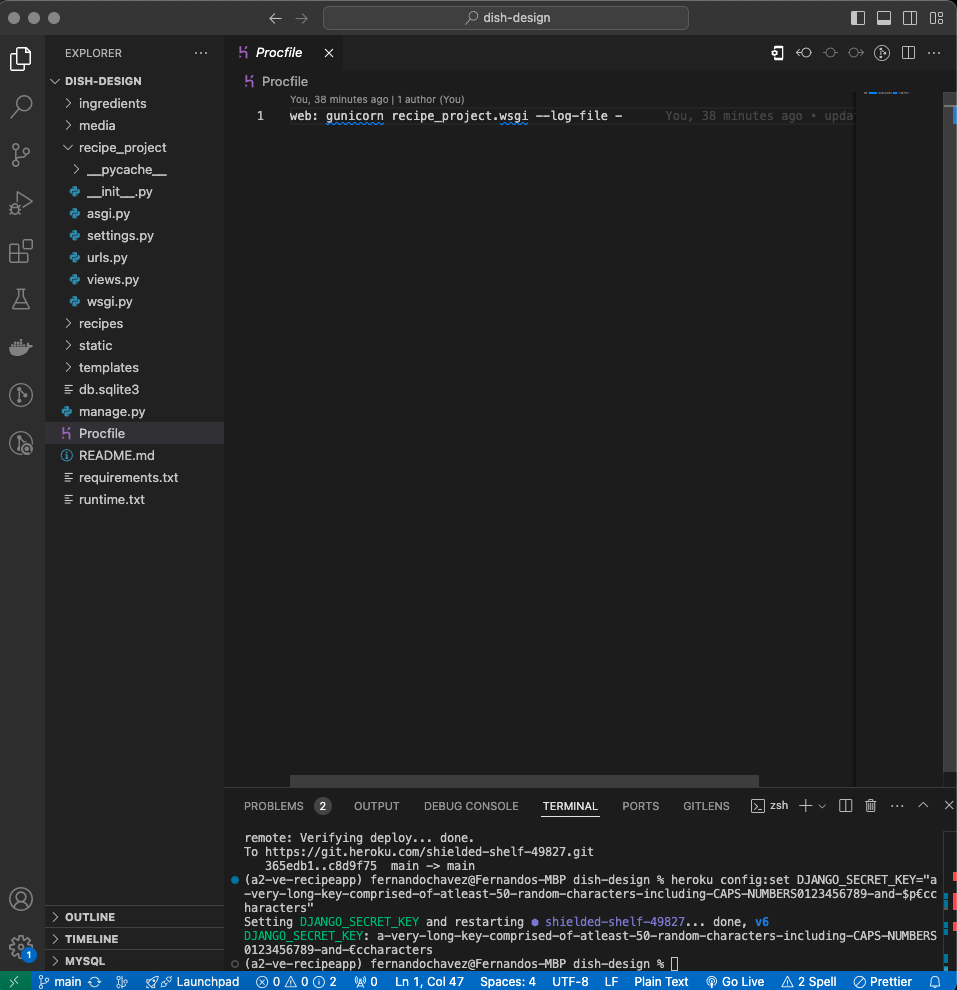 dish-design
EXPLORER
Procfile
DISH-DESIGN
ingredients
media
recipe_project
__pycache__
__init__.py
asgi.py
settings.py
urls.py
views.py
wsgi.py
recipes
static
templates
db.sqlite3
manage.py
Procfile
README.md
requirements.txt
runtime.txt
OUTLINE
TIMELINE
MYSQL
Procfile
You, 38 minutes ago | 1 author (You)
1 web: gunicorn recipe_project.wsgi --log-file - You, 38 minutes ago • upda
PROBLEMS 2 OUTPUT DEBUG CONSOLE TERMINAL PORTS GITLENS zsh
remote: Verifying deploy... done.
To https://git.heroku.com/shielded-shelf-49827.git
365edb1..c8d9f75 main -> main
(a2-ve-recipeapp) fernandochavez@Fernandos-MBP dish-design % heroku config:set DJANGO_SECRET_KEY="a
-very-long-key-comprised-of-atleast-50-random-characters-including-CAPS-NUMBERS0123456789-and-$p€cc
haracters"
Setting DJANGO_SECRET_KEY and restarting ⬢ shielded-shelf-49827... done, v6
DJANGO_SECRET_KEY: a-very-long-key-comprised-of-atleast-50-random-characters-including-CAPS-NUMBERS
0123456789-and-€ccharacters
(a2-ve-recipeapp) fernandochavez@Fernandos-MBP dish-design %
1
main Launchpad 0 0 2 0 Ln 1, Col 47 Spaces: 4 UTF-8 LF Plain Text Go Live 2 Spell Prettier